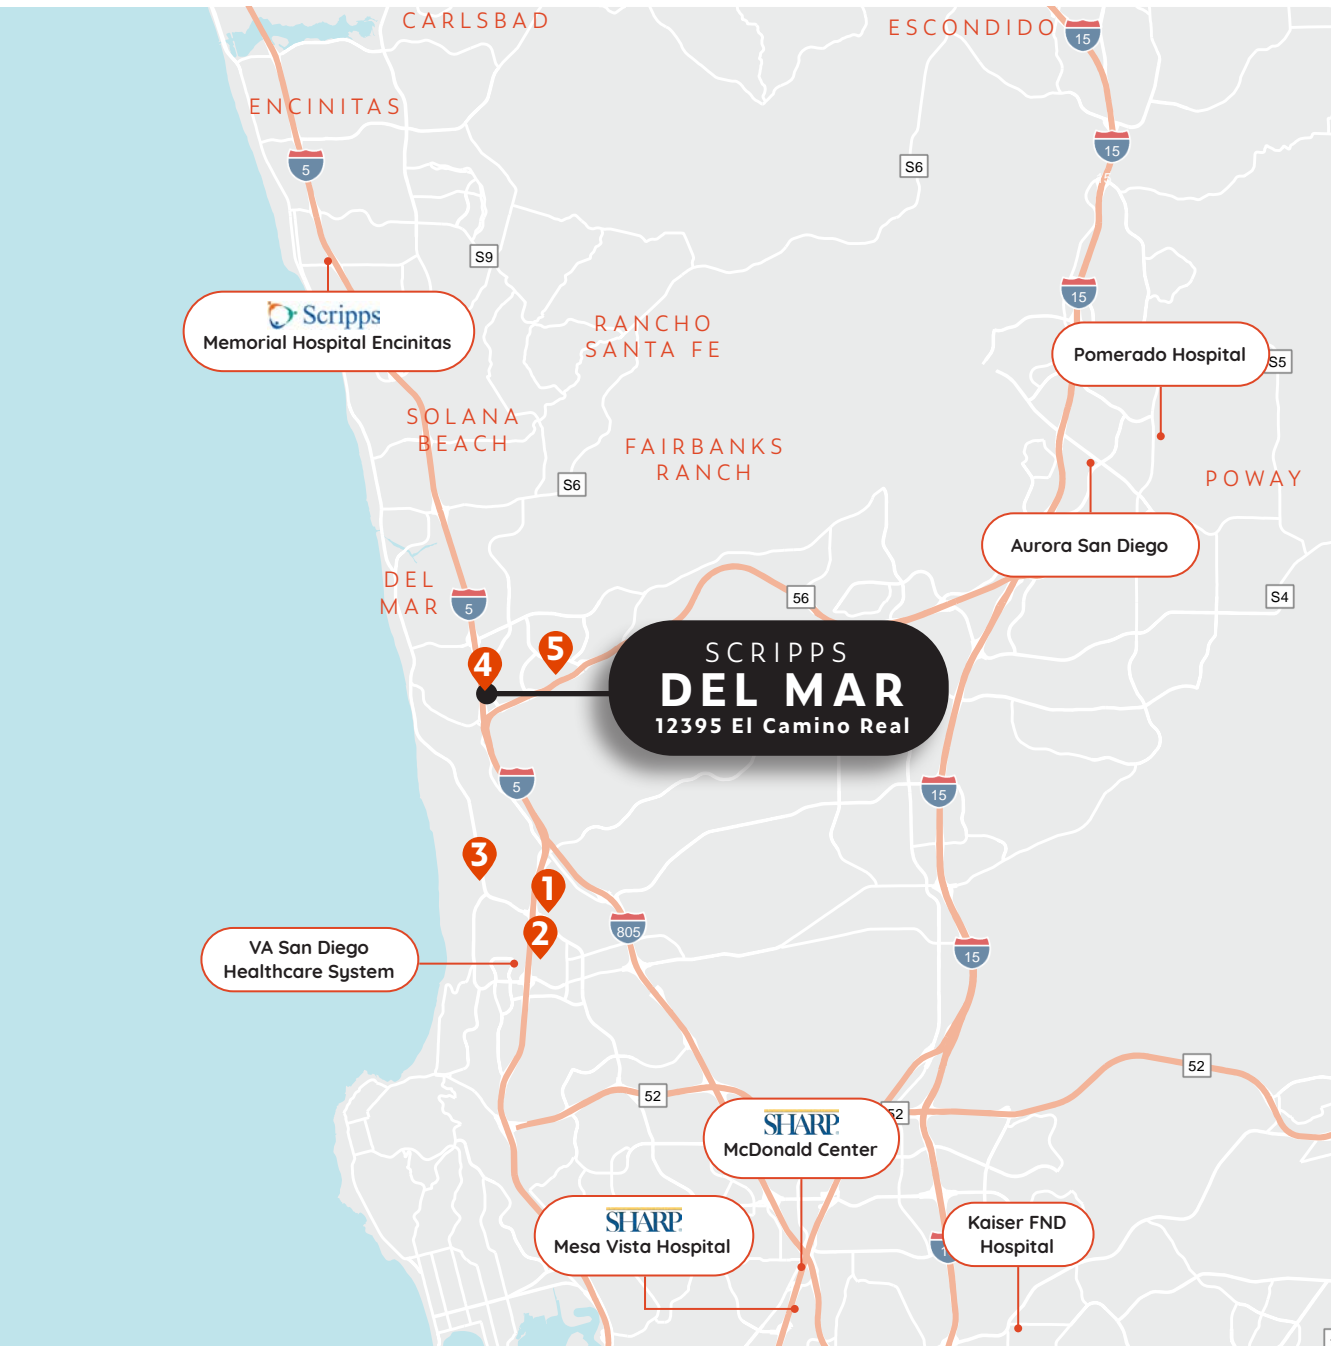 CARLSBAD
ESCONDIDO
15
ENCINITAS
15
5
S6
S9
15
Scripps
Memorial Hospital Encinitas
RANCHO
SANTA FE
Pomerado Hospital
S5
SOLANA
BEACH
FAIRBANKS
RANCH
POWAY
S6
Aurora San Diego
DEL
MAR
5
56
S4
4
5
SCRIPPS
DEL MAR
12395 El Camino Real
5
15
3
1
2
805
15
VA San Diego
Healthcare System
52
52
52
SHARP
McDonald Center
SHARP
Mesa Vista Hospital
Kaiser FND
Hospital